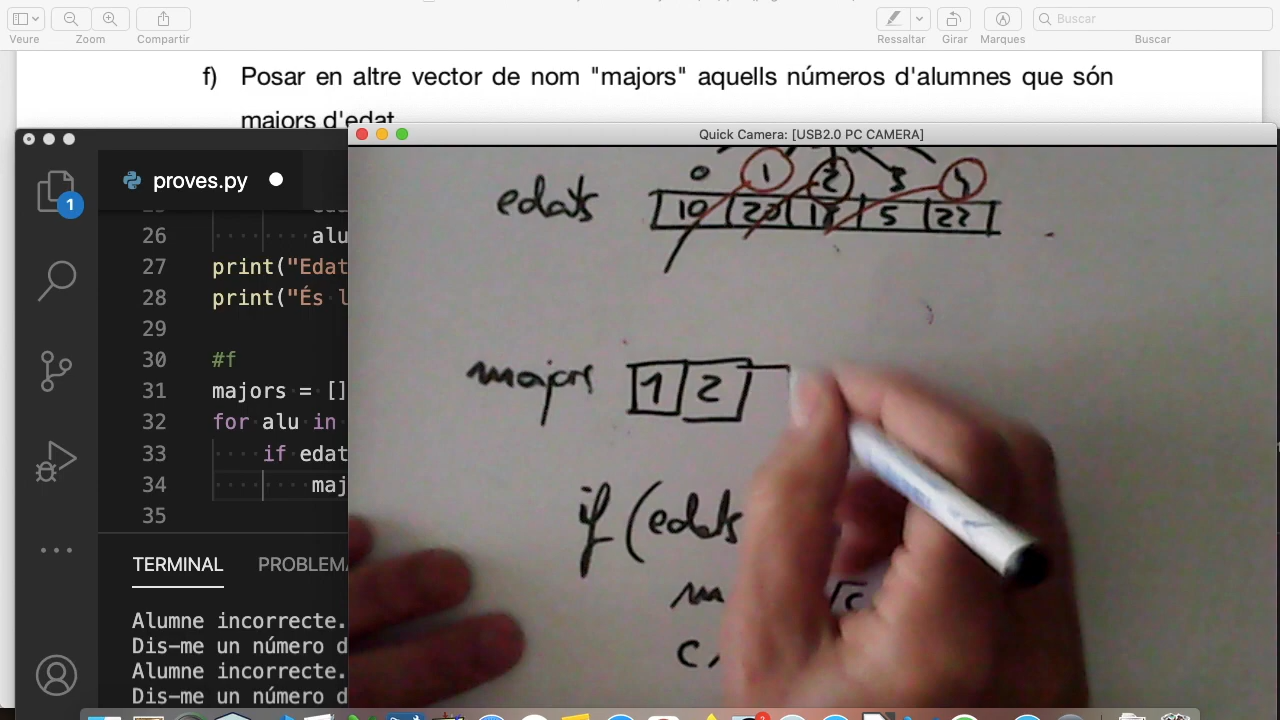 Veure
Zoom
Compartir
Ressaltar
Girar
Marques
Buscar
Buscar
f) Posar en altre vector de nom "majors" aquells números d'alumnes que són
majors d'edat
Quick Camera: [USB2.0 PC CAMERA]
1
proves.py
26 alu
27 print("Edat
28 print("És l
29
30 #f
31 majors = []
32 for alu in
33 if edat
34 maj
35
TERMINAL PROBLEMA
Alumne incorrecte.
Dis-me un número d
Alumne incorrecte.
Dis-me un número d
0 1 2 3 4
edats 10 20 18 5 22
majors 1 2
if (edats
m
c